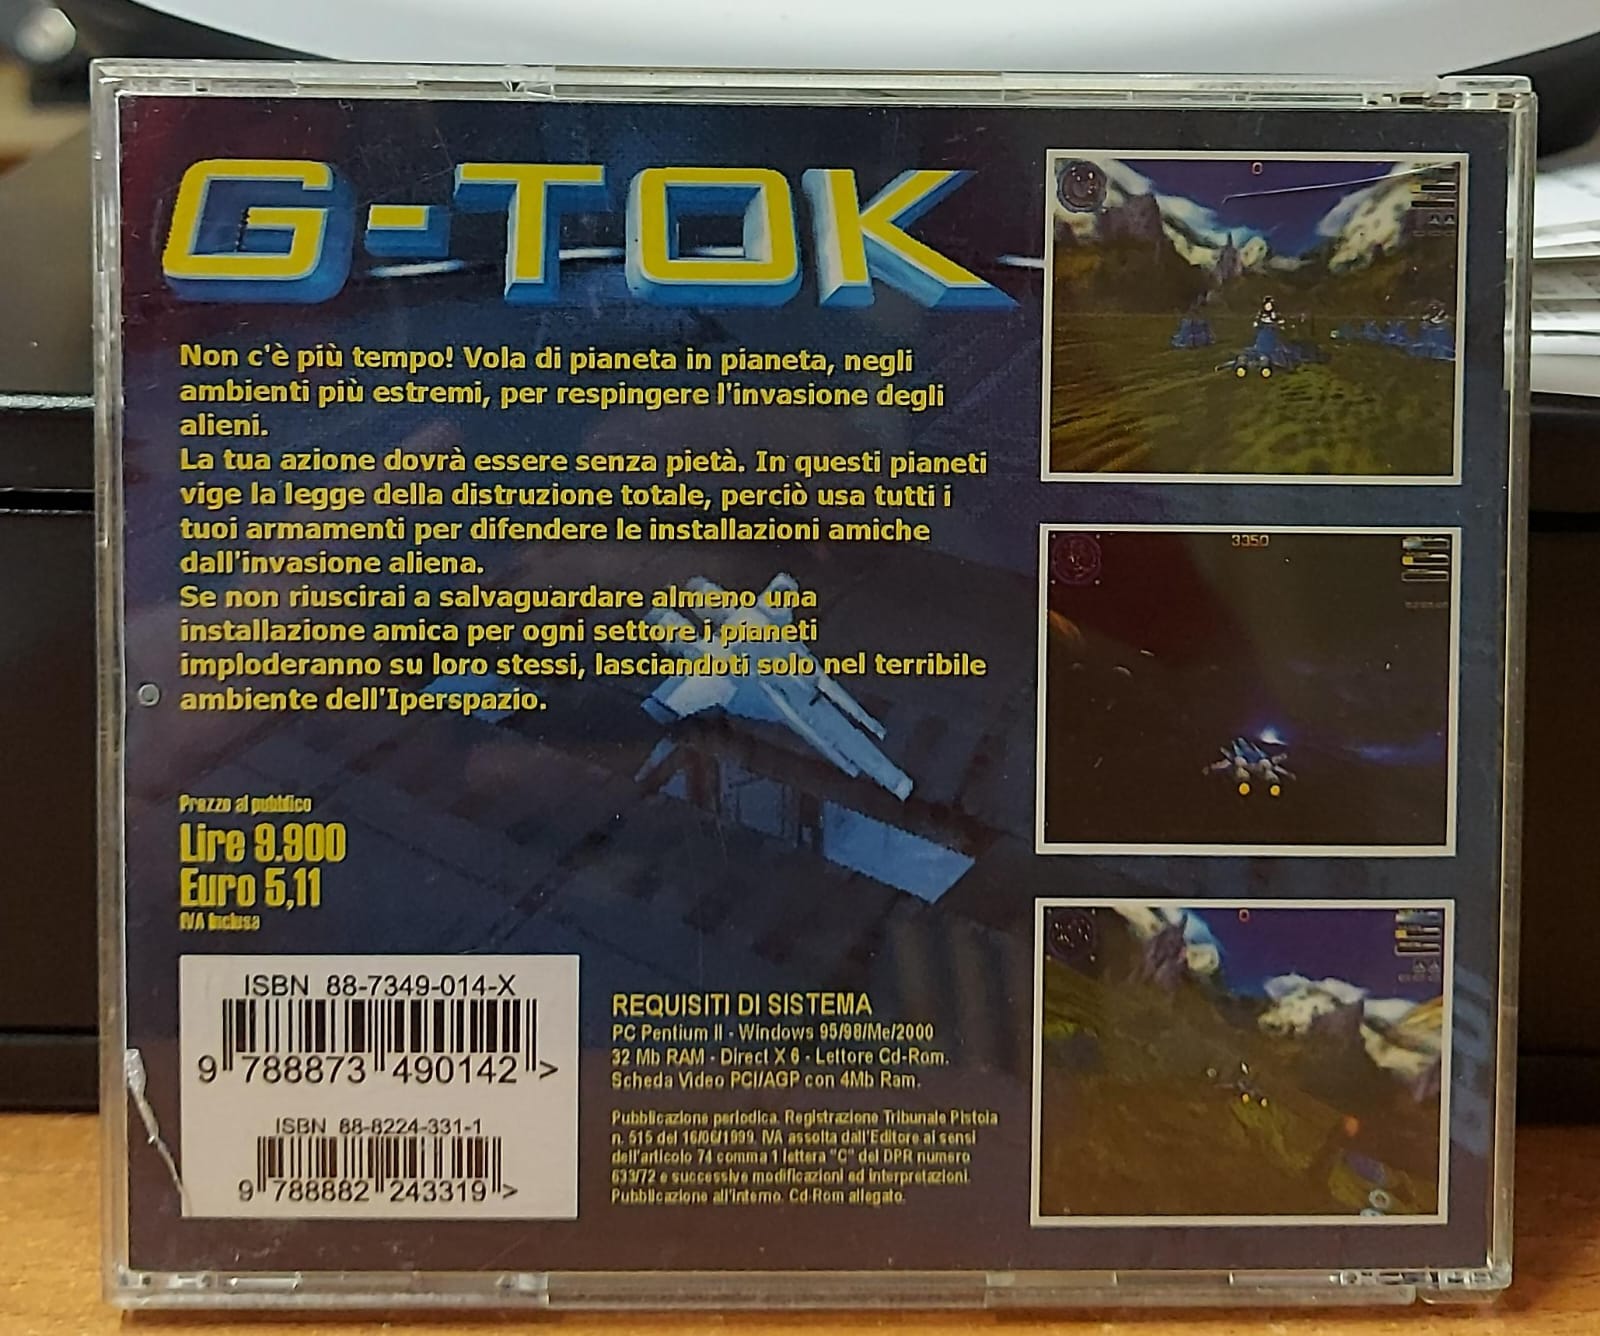 G-TOK
Non c'è più tempo! Vola di pianeta in pianeta, negli
ambienti più estremi, per respingere l'invasione degli
alieni.
La tua azione dovrà essere senza pietà. In questi pianeti
vige la legge della distruzione totale, perciò usa tutti i
tuoi armamenti per difendere le installazioni amiche
dall'invasione aliena.
Se non riuscirai a salvaguardare almeno una
installazione amica per ogni settore i pianeti
imploderanno su loro stessi, lasciandoti solo nel terribile
ambiente dell'Iperspazio.
Prezzo al pubblico
Lire 9.900
Euro 5,11
IVA Inclusa
ISBN 88-7349-014-X
9 788873 490142 >
ISBN 88-8224-331-1
9 788882 243319 >
REQUISITI DI SISTEMA
PC Pentium II - Windows 95/98/Me/2000
32 Mb RAM - Direct X 6 - Lettore Cd-Rom.
Scheda Video PCI/AGP con 4Mb Ram.
Pubblicazione periodica. Registrazione Tribunale Pistoia
n. 515 del 16/06/1999. IVA assolta dall'Editore ai sensi
dell'articolo 74 comma 1 lettera "C" del DPR numero
633/72 e successive modificazioni ed interpretazioni.
Pubblicazione all'interno. Cd-Rom allegato.
0
3350
0